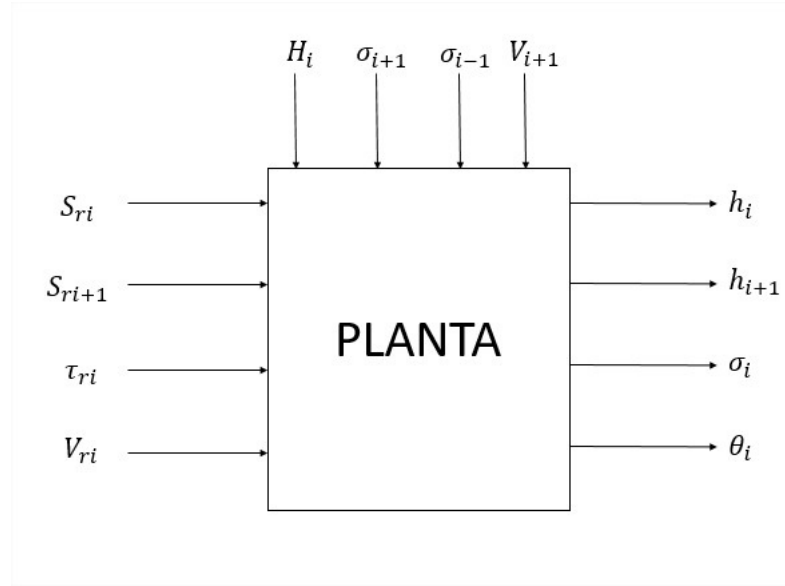 H_i σ_{i+1} σ_{i−1} V_{i+1}
S_{ri} h_i
S_{ri+1} h_{i+1}
PLANTA
τ_{ri} σ_i
V_{ri} θ_i